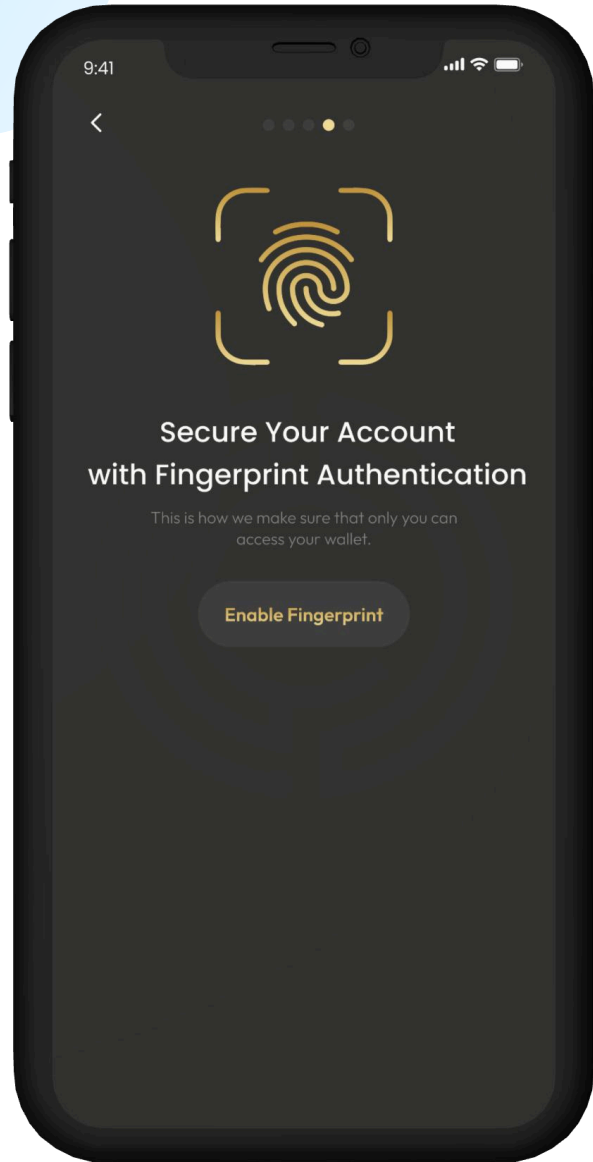 9:41
Secure Your Account
with Fingerprint Authentication
This is how we make sure that only you can
access your wallet.
Enable Fingerprint